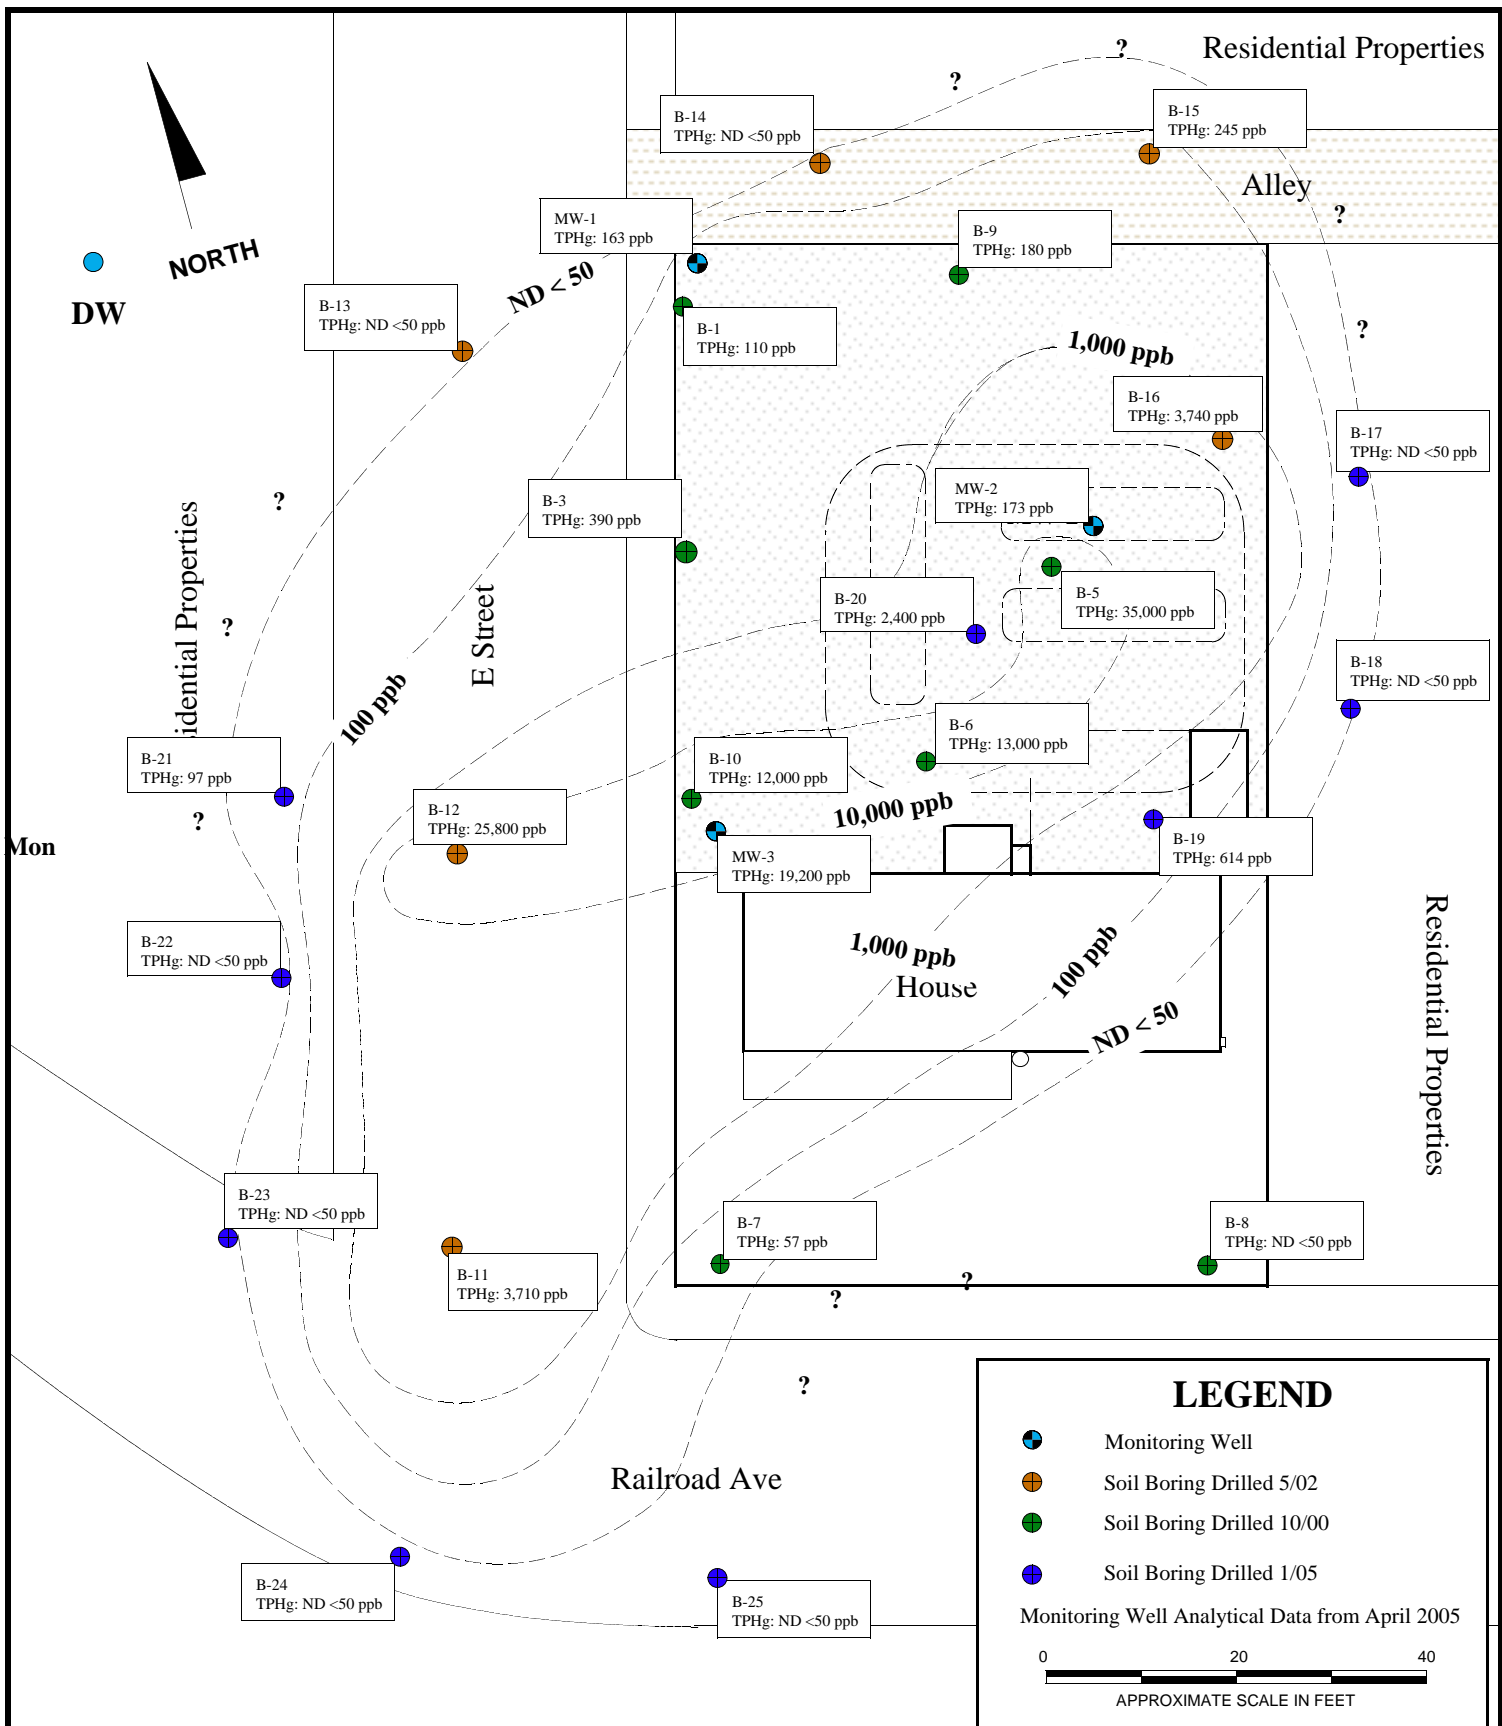 ?
Residential Properties
?
B-14
TPHg: ND <50 ppb
B-15
TPHg: 245 ppb
Alley
NORTH
MW-1
TPHg: 163 ppb
B-9
TPHg: 180 ppb
?
DW
ND < 50
B-13
TPHg: ND <50 ppb
B-1
TPHg: 110 ppb
?
1,000 ppb
B-16
TPHg: 3,740 ppb
B-17
TPHg: ND <50 ppb
?
B-3
TPHg: 390 ppb
MW-2
TPHg: 173 ppb
idential Properties
E Street
B-20
TPHg: 2,400 ppb
B-5
TPHg: 35,000 ppb
?
B-18
TPHg: ND <50 ppb
100 ppb
B-21
TPHg: 97 ppb
B-10
TPHg: 12,000 ppb
B-6
TPHg: 13,000 ppb
?
B-12
TPHg: 25,800 ppb
10,000 ppb
Mon
MW-3
TPHg: 19,200 ppb
B-19
TPHg: 614 ppb
B-22
TPHg: ND <50 ppb
1,000 ppb
House
100 ppb
ND < 50
Residential Properties
B-23
TPHg: ND <50 ppb
B-7
TPHg: 57 ppb
B-8
TPHg: ND <50 ppb
B-11
TPHg: 3,710 ppb
?
?
?
Railroad Ave
B-24
TPHg: ND <50 ppb
B-25
TPHg: ND <50 ppb
LEGEND
Monitoring Well
Soil Boring Drilled 5/02
Soil Boring Drilled 10/00
Soil Boring Drilled 1/05
Monitoring Well Analytical Data from April 2005
0 20 40
APPROXIMATE SCALE IN FEET